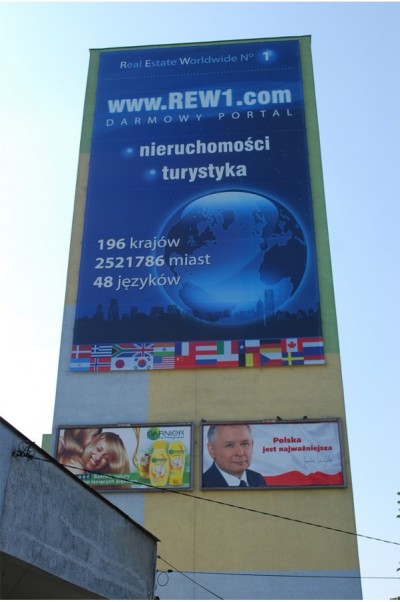 Real Estate Worldwide Nº 1
www.REW1.com
DARMOWY PORTAL
nieruchomości
turystyka
196 krajów
2521786 miast
48 języków
GARNIER
Polska
jest najważniejsza